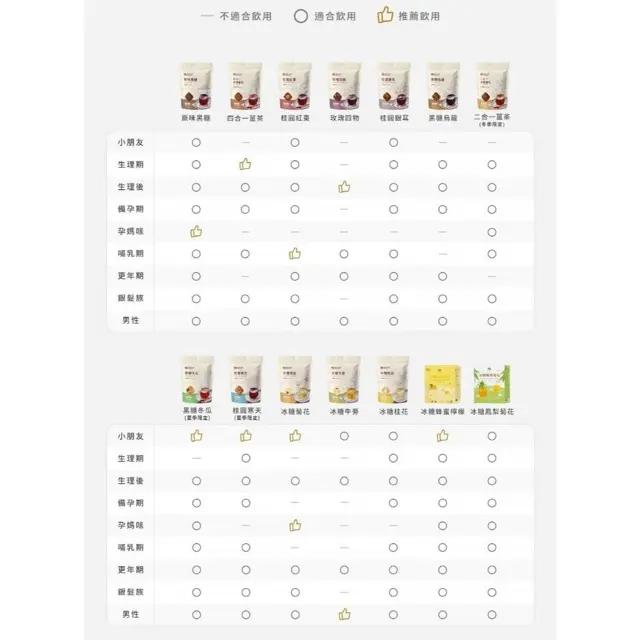 不適合飲用 適合飲用 推薦飲用
原味黑糖 四合一薑茶 桂圓紅棗 玫瑰四物 桂圓銀耳 黑糖烏龍 二合一薑茶
(冬季限定)
小朋友
生理期
生理後
備孕期
孕媽咪
哺乳期
更年期
銀髮族
男性
黑糖冬瓜 桂圓寒天 冰糖菊花 冰糖牛蒡 冰糖桂花 冰糖蜂蜜檸檬 冰糖鳳梨菊花
(夏季限定) (夏季限定)
小朋友
生理期
生理後
備孕期
孕媽咪
哺乳期
更年期
銀髮族
男性